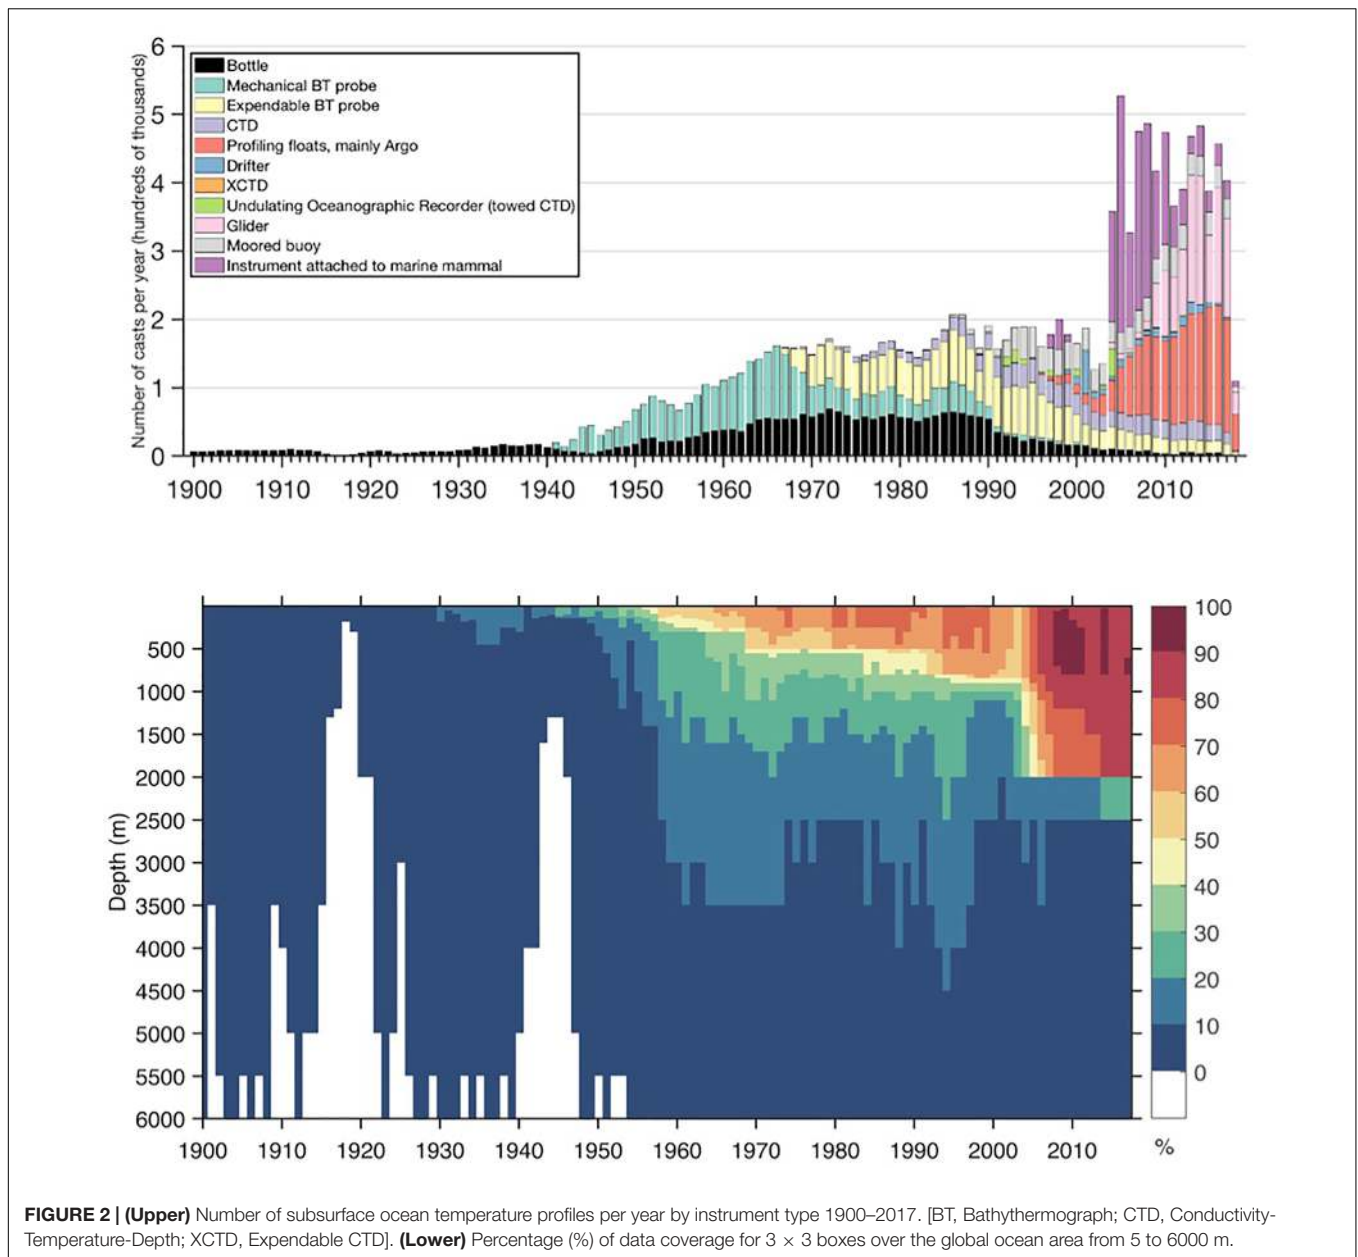 6
5
4
3
2
1
0
Number of casts per year (hundreds of thousands)
Bottle
Mechanical BT probe
Expendable BT probe
CTD
Profiling floats, mainly Argo
Drifter
XCTD
Undulating Oceanographic Recorder (towed CTD)
Glider
Moored buoy
Instrument attached to marine mammal
1900 1910 1920 1930 1940 1950 1960 1970 1980 1990 2000 2010
500
1000
1500
2000
2500
3000
3500
4000
4500
5000
5500
6000
Depth (m)
1900 1910 1920 1930 1940 1950 1960 1970 1980 1990 2000 2010
100
90
80
70
60
50
40
30
20
10
0
%
FIGURE 2 | (Upper) Number of subsurface ocean temperature profiles per year by instrument type 1900–2017. [BT, Bathythermograph; CTD, Conductivity-
Temperature-Depth; XCTD, Expendable CTD]. (Lower) Percentage (%) of data coverage for 3 × 3 boxes over the global ocean area from 5 to 6000 m.